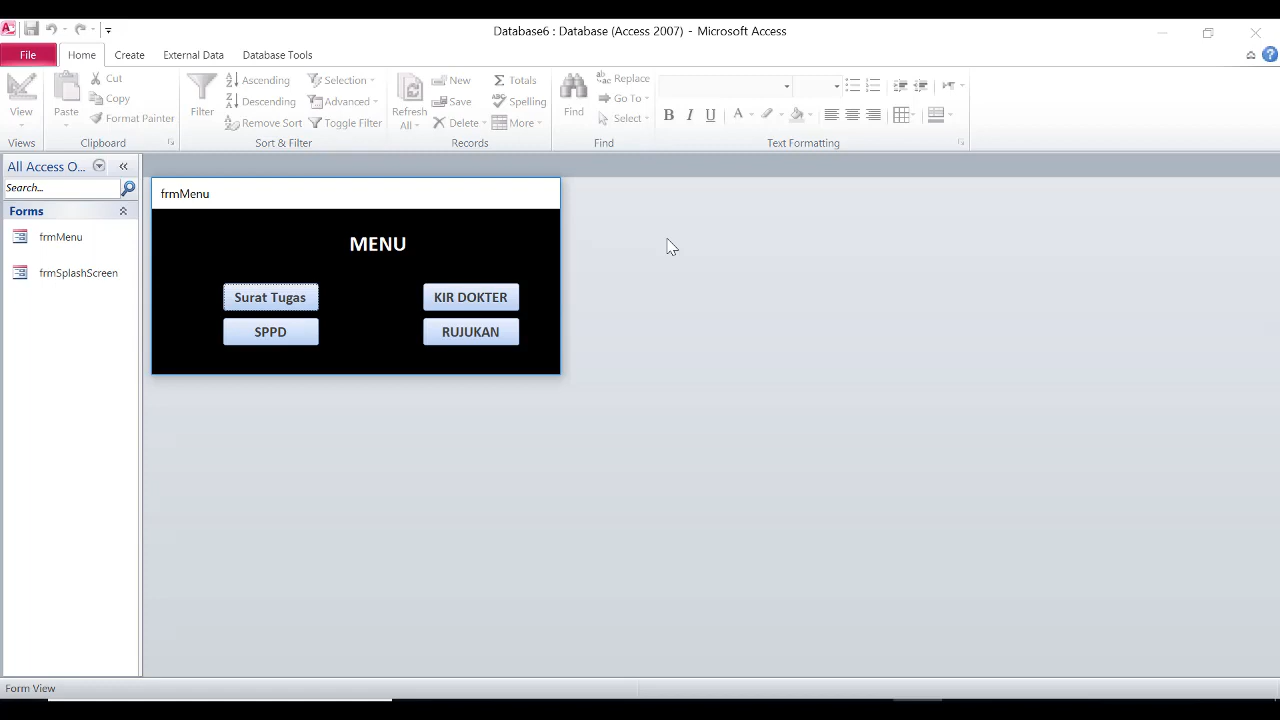 Database6 : Database (Access 2007) - Microsoft Access
File Home Create External Data Database Tools
View
Views
Paste
Cut
Copy
Format Painter
Clipboard
Filter
Ascending
Descending
Remove Sort
Selection
Advanced
Toggle Filter
Sort & Filter
Refresh
All
New
Save
Delete
Totals
Spelling
More
Records
Find
Replace
Go To
Select
Find
B I U A
Text Formatting
All Access O...
Search...
Forms
frmMenu
frmSplashScreen
frmMenu
MENU
Surat Tugas KIR DOKTER
SPPD RUJUKAN
Form View